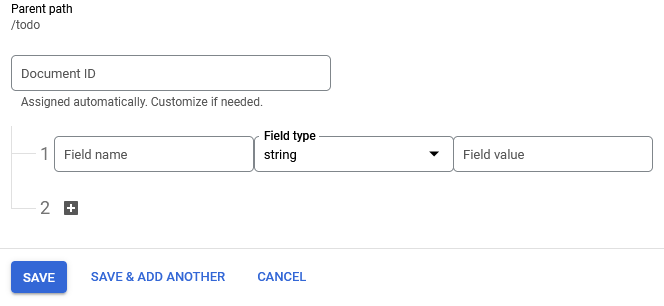 Parent path
/todo
Document ID
Assigned automatically. Customize if needed.
Field type
1 Field name string Field value
2
SAVE SAVE & ADD ANOTHER CANCEL